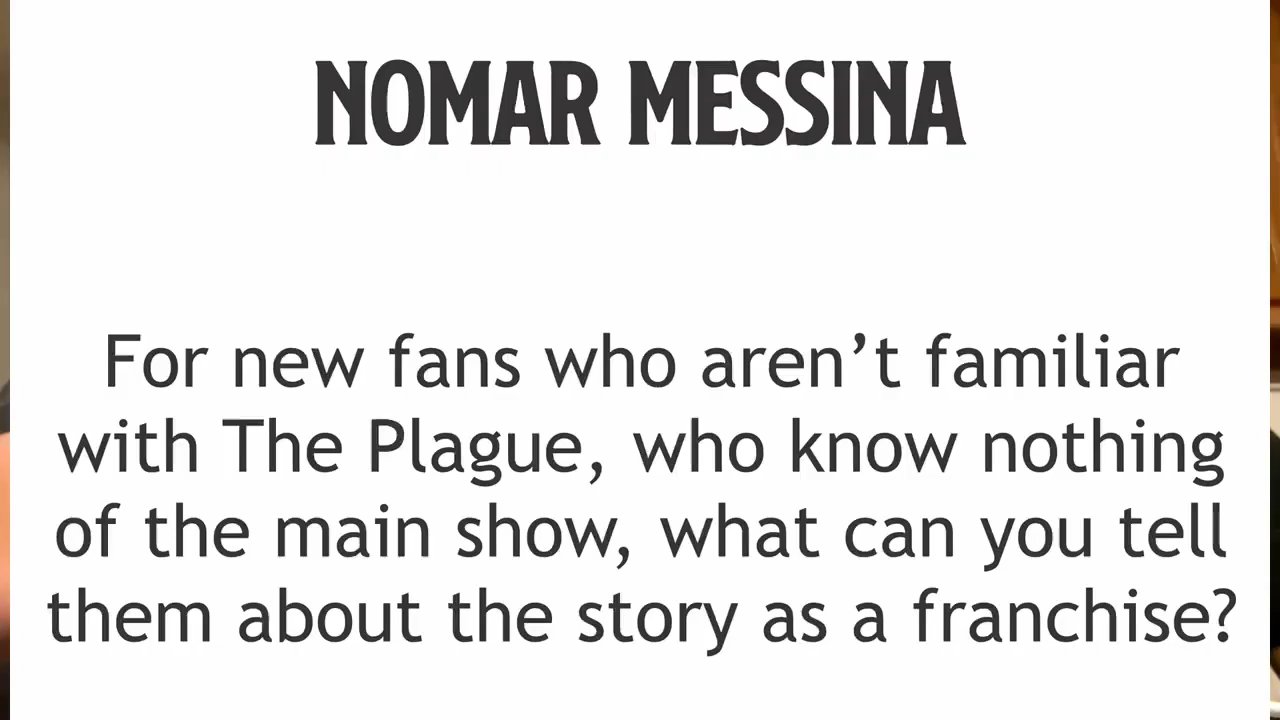 NOMAR MESSINA
For new fans who aren’t familiar
with The Plague, who know nothing
of the main show, what can you tell
them about the story as a franchise?